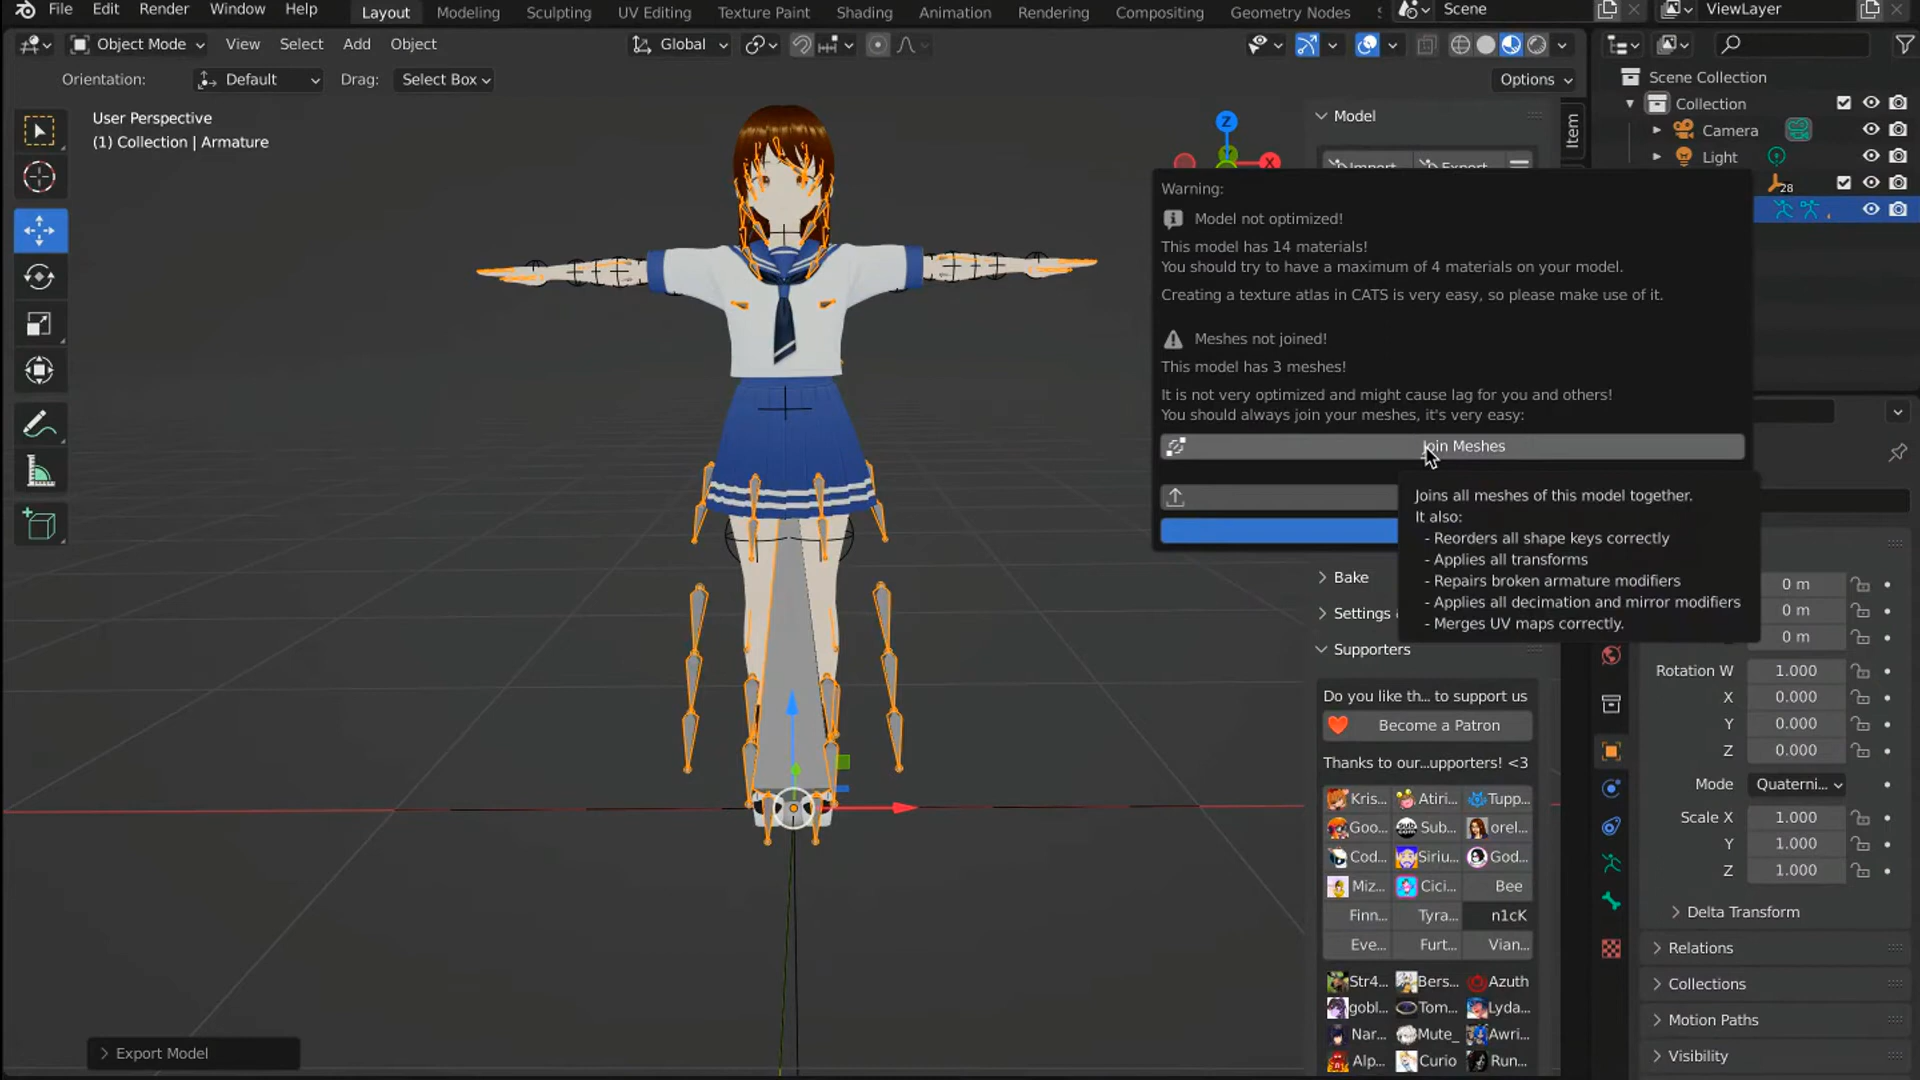 File Edit Render Window Help Layout Modeling Sculpting UV Editing Texture Paint Shading Animation Rendering Compositing Geometry Nodes Scene ViewLayer
Object Mode View Select Add Object Global
Orientation: Default Drag: Select Box Options
User Perspective
(1) Collection | Armature
Z
X
Model
Item
Import Export
Warning:
Model not optimized!
This model has 14 materials!
You should try to have a maximum of 4 materials on your model.
Creating a texture atlas in CATS is very easy, so please make use of it.
Meshes not joined!
This model has 3 meshes!
It is not very optimized and might cause lag for you and others!
You should always join your meshes, it's very easy:
Join Meshes
Joins all meshes of this model together.
It also:
- Reorders all shape keys correctly
- Applies all transforms
- Repairs broken armature modifiers
- Applies all decimation and mirror modifiers
- Merges UV maps correctly.
Bake
Settings
Supporters
Do you like th... to support us
Become a Patron
Thanks to our...upporters! <3
Kris... Atiri... Tupp...
Goo... Sub... orel...
Cod... Siriu... God...
Miz... Cici... Bee
Finn... Tyra... n1cK
Eve... Furt... Vian...
Str4... Bers... Azuth
gobl... Tom... Lyda...
Nar... Mute_ Awri...
Alp... Curio Run...
Scene Collection
Collection
Camera
Light
28
0 m
0 m
0 m
Rotation W 1.000
X 0.000
Y 0.000
Z 0.000
Mode Quaterni...
Scale X 1.000
Y 1.000
Z 1.000
Delta Transform
Relations
Collections
Motion Paths
Visibility
Export Model